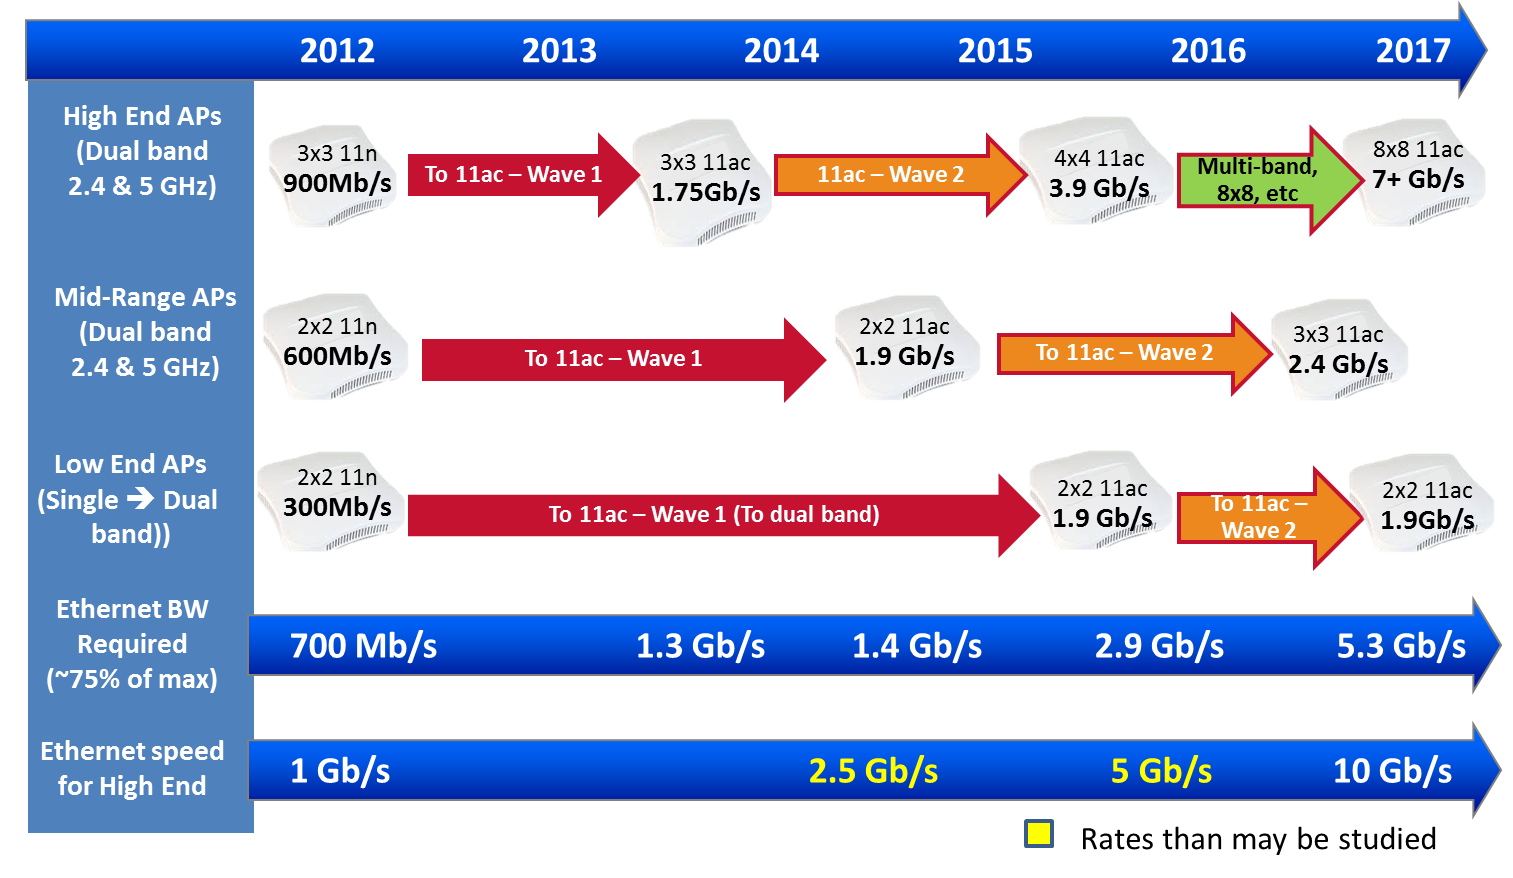 2012 2013 2014 2015 2016 2017
High End APs
(Dual band
2.4 & 5 GHz)
3x3 11n
900Mb/s
To 11ac – Wave 1
3x3 11ac
1.75Gb/s
11ac – Wave 2
4x4 11ac
3.9 Gb/s
Multi-band,
8x8, etc
8x8 11ac
7+ Gb/s
Mid-Range APs
(Dual band
2.4 & 5 GHz)
2x2 11n
600Mb/s
To 11ac – Wave 1
2x2 11ac
1.9 Gb/s
To 11ac – Wave 2
3x3 11ac
2.4 Gb/s
Low End APs
(Single ➔ Dual
band))
2x2 11n
300Mb/s
To 11ac – Wave 1 (To dual band)
2x2 11ac
1.9 Gb/s
To 11ac –
Wave 2
2x2 11ac
1.9Gb/s
Ethernet BW
Required
(~75% of max)
700 Mb/s 1.3 Gb/s 1.4 Gb/s 2.9 Gb/s 5.3 Gb/s
Ethernet speed
for High End
1 Gb/s 2.5 Gb/s 5 Gb/s 10 Gb/s
Rates than may be studied